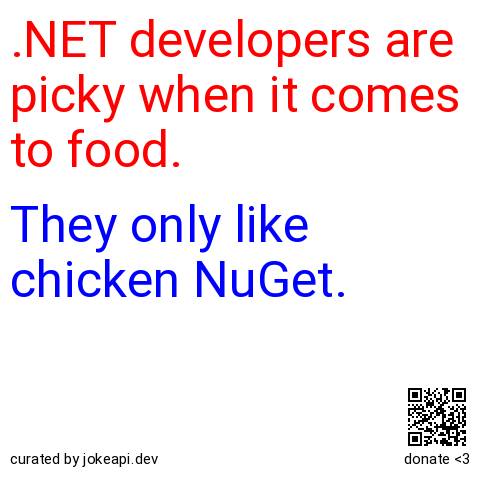 .NET developers are
picky when it comes
to food.
They only like
chicken NuGet.
curated by jokeapi.dev
donate <3